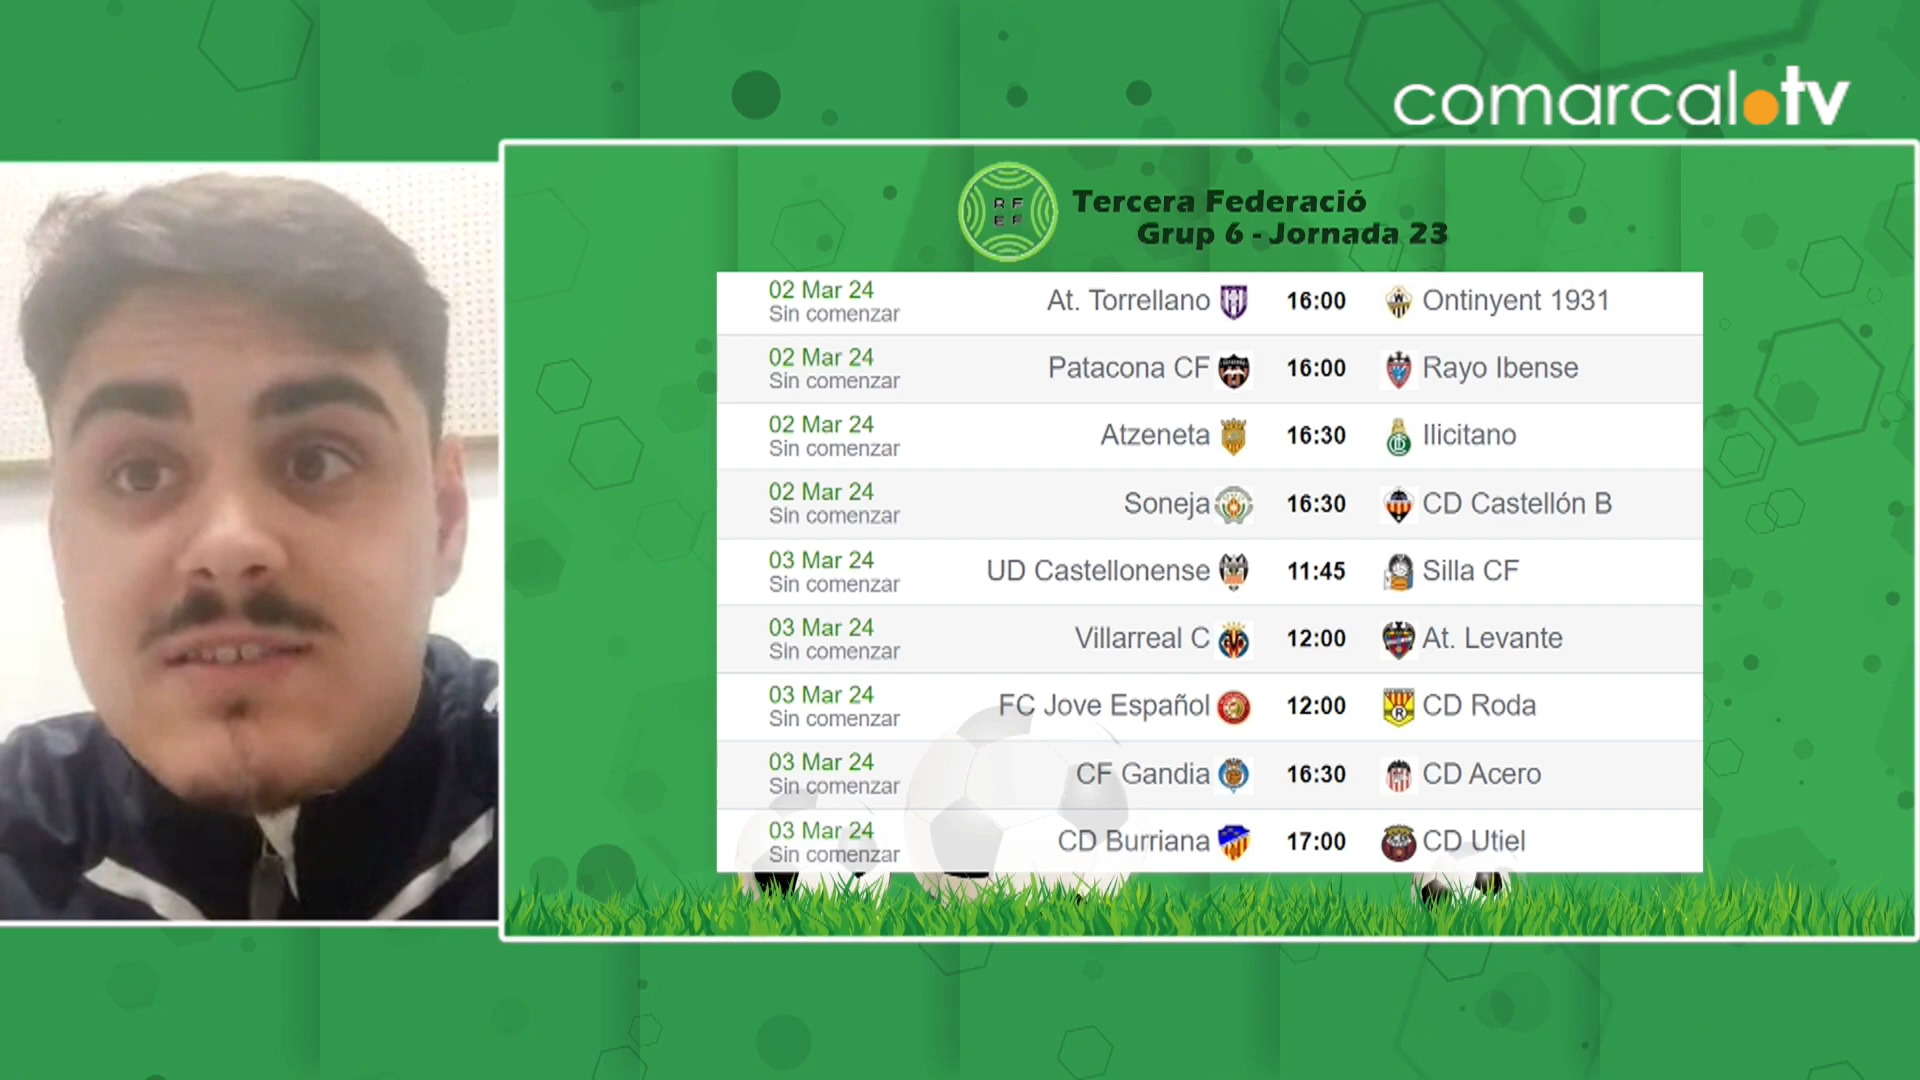 comarcal.tv
RF
EF
Tercera Federació
Grup 6 - Jornada 23
02 Mar 24
Sin comenzar
At. Torrellano 16:00 Ontinyent 1931
02 Mar 24
Sin comenzar
Patacona CF 16:00 Rayo Ibense
02 Mar 24
Sin comenzar
Atzeneta 16:30 Ilicitano
02 Mar 24
Sin comenzar
Soneja 16:30 CD Castellón B
03 Mar 24
Sin comenzar
UD Castellonense 11:45 Silla CF
03 Mar 24
Sin comenzar
Villarreal C 12:00 At. Levante
03 Mar 24
Sin comenzar
FC Jove Español 12:00 CD Roda
03 Mar 24
Sin comenzar
CF Gandia 16:30 CD Acero
03 Mar 24
Sin comenzar
CD Burriana 17:00 CD Utiel